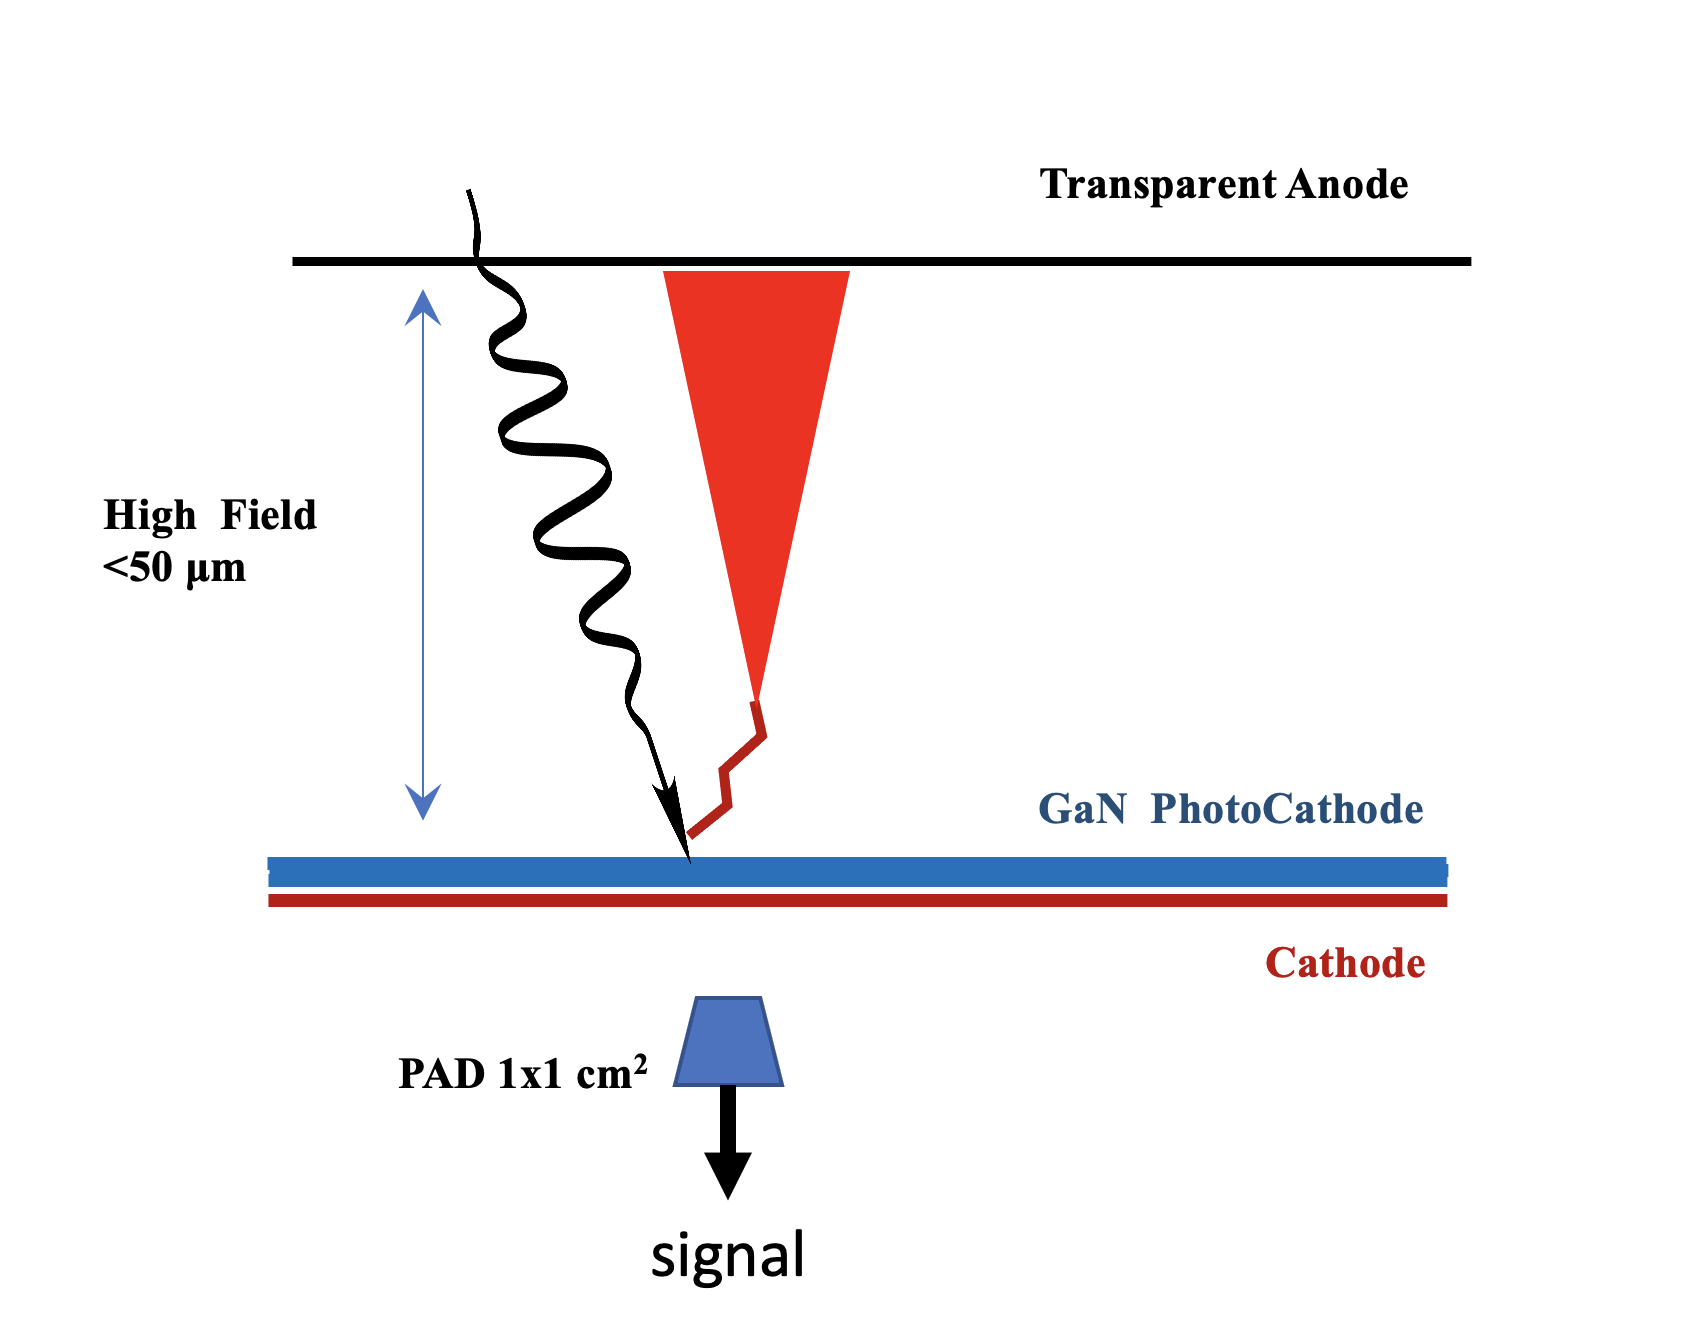 Transparent Anode
High Field
<50 μm
GaN PhotoCathode
Cathode
PAD 1x1 cm²
signal